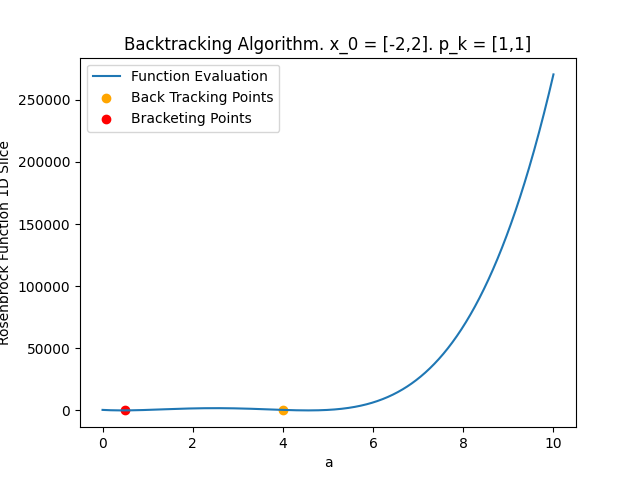 Backtracking Algorithm. x_0 = [-2,2]. p_k = [1,1]
Function Evaluation
Back Tracking Points
Bracketing Points
Rosenbrock Function 1D Slice
250000
200000
150000
100000
50000
0
0 2 4 6 8 10
a